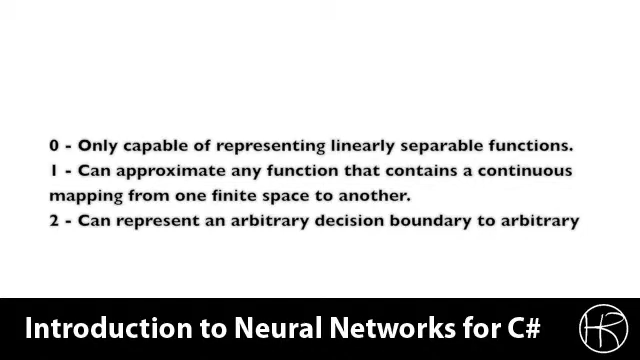 0 - Only capable of representing linearly separable functions.
1 - Can approximate any function that contains a continuous
mapping from one finite space to another.
2 - Can represent an arbitrary decision boundary to arbitrary
Introduction to Neural Networks for C#